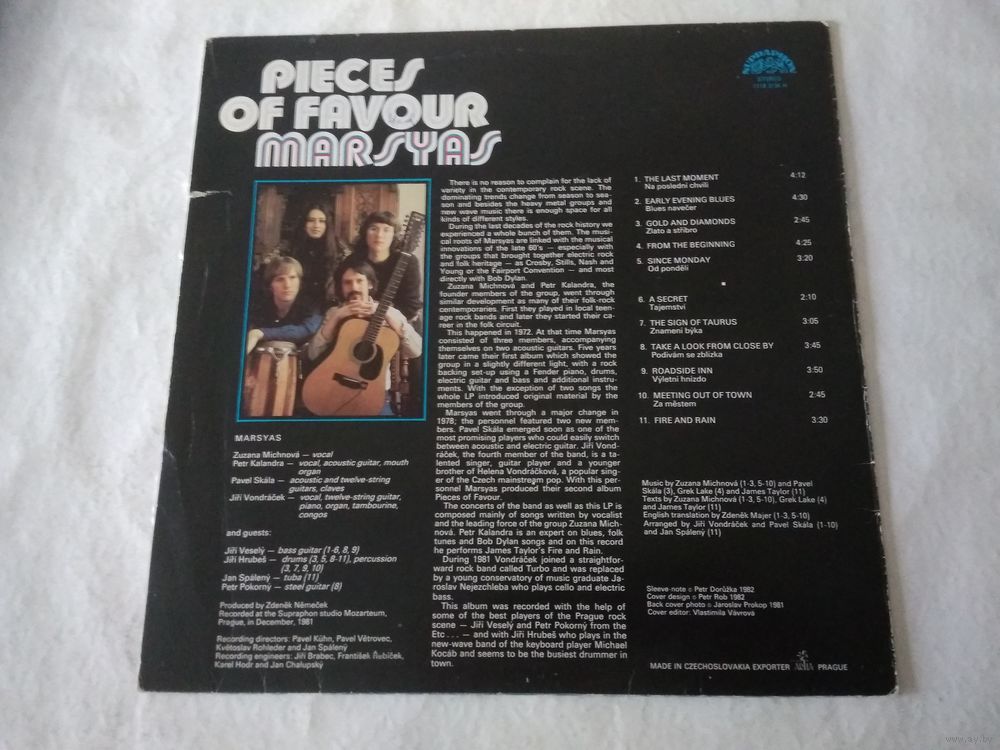 PIECES
OF FAVOUR
MARSYAS
SUPRAPHON
STEREO
There is no reason to complain for the lack of
variety in the contemporary rock scene. The
dominating trends change from season to sea-
son and besides the heavy metal groups and
new wave music there is enough space for all
kinds of different styles.
During the last decades of the rock history we
experienced a whole bunch of them. The musi-
cal roots of Marsyas are linked with the musical
innovations of the late 60's — especially with
the groups that brought together electric rock
and folk heritage — as Crosby, Stills, Nash and
Young or the Fairport Convention — and most
directly with Bob Dylan.
Zuzana Michnová and Petr Kalandra, the
founder members of the group, went through
similar development as many of their folk-rock
contemporaries. First they played in local teen-
age rock bands and later they started their ca-
reer in the folk circuit.
This happened in 1972. At that time Marsyas
consisted of three members, accompanying
themselves on two acoustic guitars. Five years
later came their first album which showed the
group in a slightly different light, with a rock
backing set-up using a Fender piano, drums,
electric guitar and bass and additional instru-
ments. With the exception of two songs the
whole LP introduced original material by the
members of the group.
Marsyas went through a major change in
1978; the personnel featured two new mem-
bers. Pavel Skála emerged soon as one of the
most promising players who could easily switch
between acoustic and electric guitar. Jiří Vond-
ráček, the fourth member of the band, is a ta-
lented singer, guitar player and a younger
brother of Helena Vondráčková, a popular sing-
er of the Czech mainstream pop. With this per-
sonnel Marsyas produced their second album
Pieces of Favour.
The concerts of the band as well as this LP is
composed mainly of songs written by vocalist
and the leading force of the group Zuzana Mich-
nová. Petr Kalandra is an expert on blues, folk
tunes and Bob Dylan songs and on this record
he performs James Taylor's Fire and Rain.
During 1981 Vondráček joined a straightfor-
ward rock band called Turbo and was replaced
by a young conservatory of music graduate Ja-
roslav Nejezchleba who plays cello and electric
bass.
This album was recorded with the help of
some of the best players of the Prague rock
scene — Jiří Veselý and Petr Pokorný from the
Etc . . . — and with Jiří Hrubeš who plays in the
new-wave band of the keyboard player Michael
Kocáb and seems to be the busiest drummer in
town.
MARSYAS
Zuzana Michnová — vocal
Petr Kalandra — vocal, acoustic guitar, mouth
organ
Pavel Skála — acoustic and twelve-string
guitars, claves
Jiří Vondráček — vocal, twelve-string guitar,
piano, organ, tambourine,
congos
and guests:
Jiří Veselý — bass guitar (1-6, 8, 9)
Jiří Hrubeš — drums (3, 5, 8-11), percussion
(3, 7, 9, 10)
Jan Spálený — tuba (11)
Petr Pokorný — steel guitar (8)
Produced by Zdeněk Němeček
Recorded at the Supraphon studio Mozarteum,
Prague, in December, 1981
Recording directors: Pavel Kühn, Pavel Větrovec,
Květoslav Rohleder and Jan Spálený
Recording engineers: Jiří Brabec, František Řebíček,
Karel Hodr and Jan Chalupský
1. THE LAST MOMENT 4:12
Na poslední chvíli
2. EARLY EVENING BLUES 4:30
Blues navečer
3. GOLD AND DIAMONDS 2:45
Zlato a stříbro
4. FROM THE BEGINNING 4:25
5. SINCE MONDAY 3:20
Od pondělí
6. A SECRET 2:10
Tajemství
7. THE SIGN OF TAURUS 3:05
Znamení býka
8. TAKE A LOOK FROM CLOSE BY 3:45
Podívám se zblízka
9. ROADSIDE INN 3:50
Výletní hnízdo
10. MEETING OUT OF TOWN 2:45
Za městem
11. FIRE AND RAIN 3:30
Music by Zuzana Michnová (1-3, 5-10) and Pavel
Skála (3), Grek Lake (4) and James Taylor (11)
Texts by Zuzana Michnová (1-3, 5-10), Grek Lake (4)
and James Taylor (11)
English translation by Zdeněk Majer (1-3, 5-10)
Arranged by Jiří Vondráček and Pavel Skála (1-10)
and Jan Spálený (11)
Sleeve-note © Petr Dorůžka 1982
Cover design © Petr Rob 1982
Back cover photo © Jaroslav Prokop 1981
Cover editor: Vlastimila Vávrová
MADE IN CZECHOSLOVAKIA EXPORTER ARTIA PRAGUE
www.ay.by